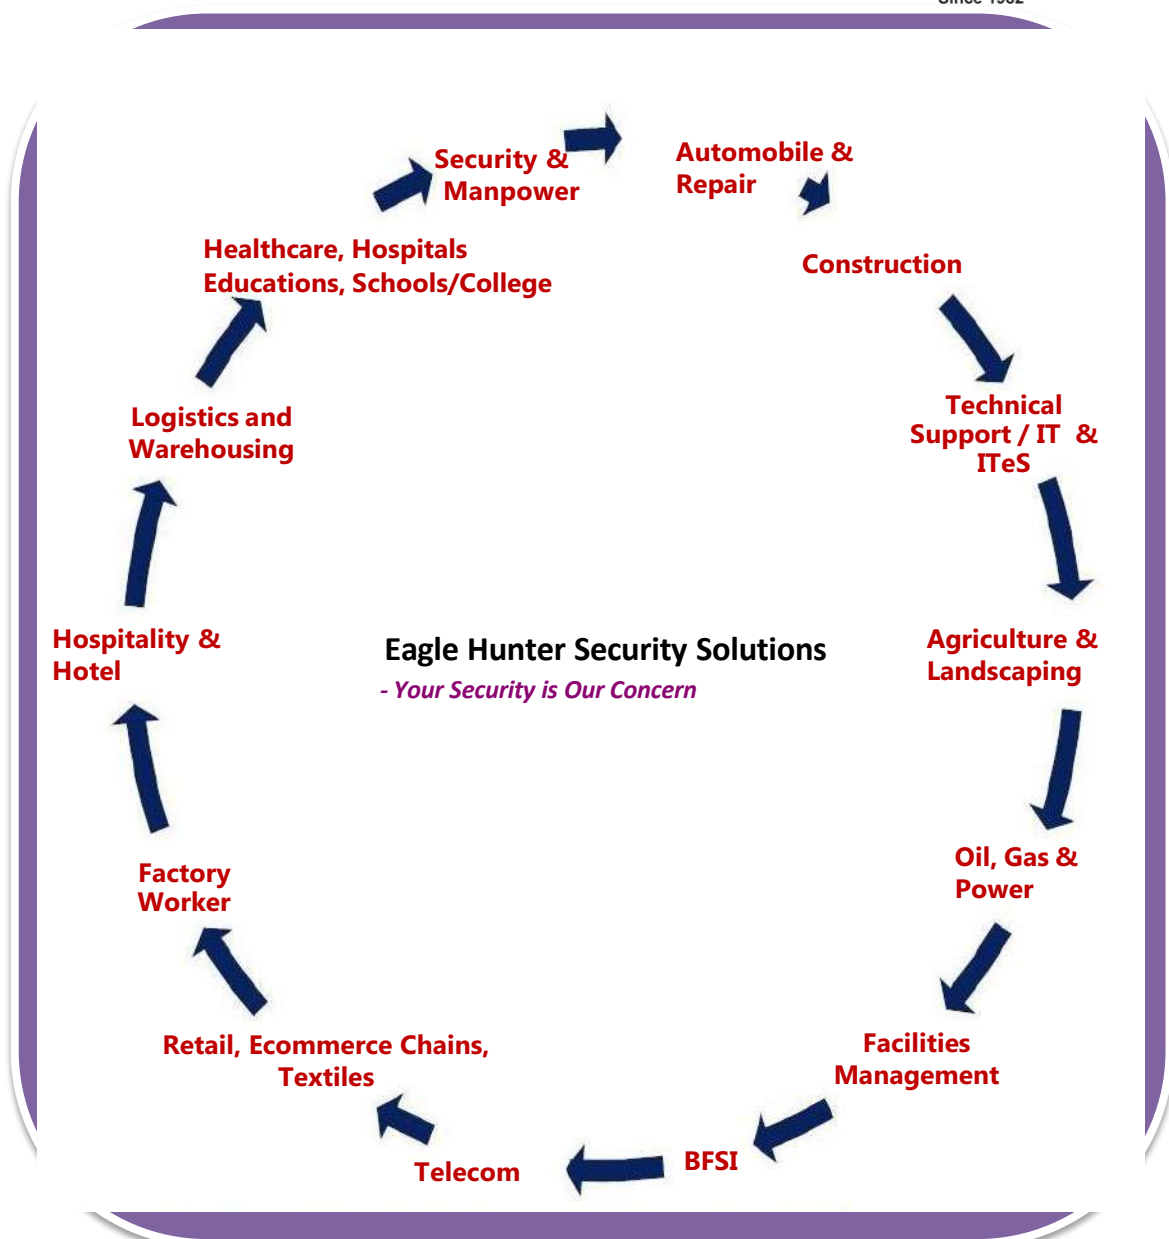 Security &
Manpower
Automobile &
Repair
Construction
Technical
Support / IT &
ITeS
Agriculture &
Landscaping
Oil, Gas &
Power
Facilities
Management
BFSI
Telecom
Retail, Ecommerce Chains,
Textiles
Factory
Worker
Hospitality &
Hotel
Logistics and
Warehousing
Healthcare, Hospitals
Educations, Schools/College
Eagle Hunter Security Solutions
- Your Security is Our Concern